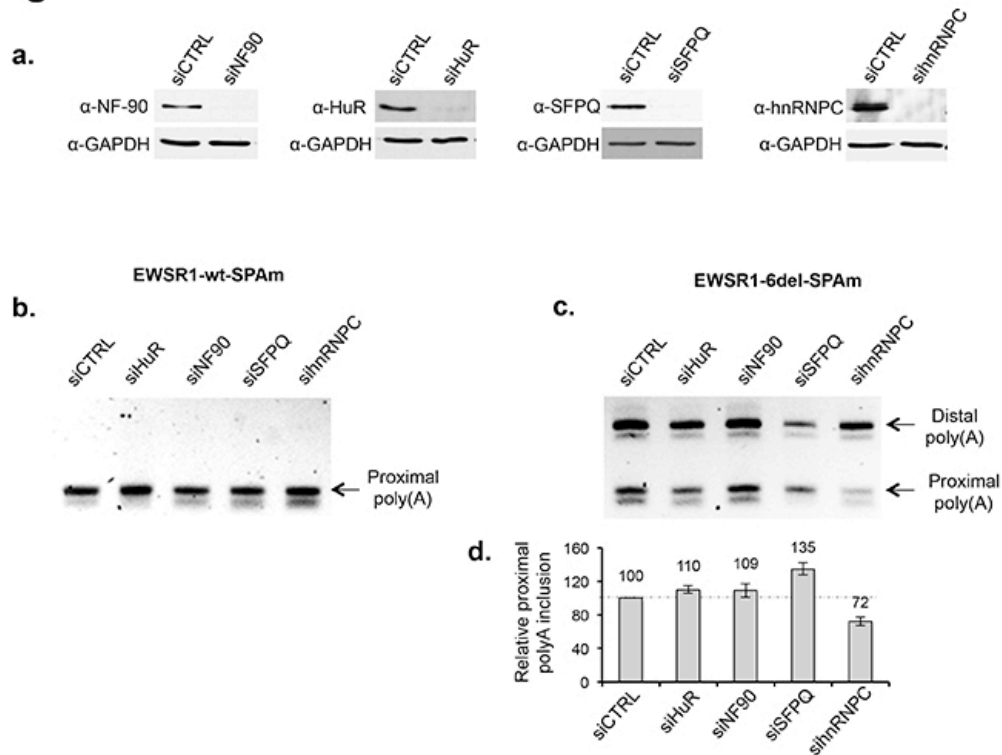 a.
siCTRL siNF90
α-NF-90
α-GAPDH
siCTRL siHuR
α-HuR
α-GAPDH
siCTRL siSFPQ
α-SFPQ
α-GAPDH
siCTRL sihnRNPC
α-hnRNPC
α-GAPDH
EWSR1-wt-SPAm
b.
siCTRL siHuR siNF90 siSFPQ sihnRNPC
Proximal
poly(A)
EWSR1-6del-SPAm
c.
siCTRL siHuR siNF90 siSFPQ sihnRNPC
Distal
poly(A)
Proximal
poly(A)
d.
Relative proximal
polyA inclusion
160
120
80
40
0
100 110 109 135 72
siCTRL siHuR siNF90 siSFPQ sihnRNPC